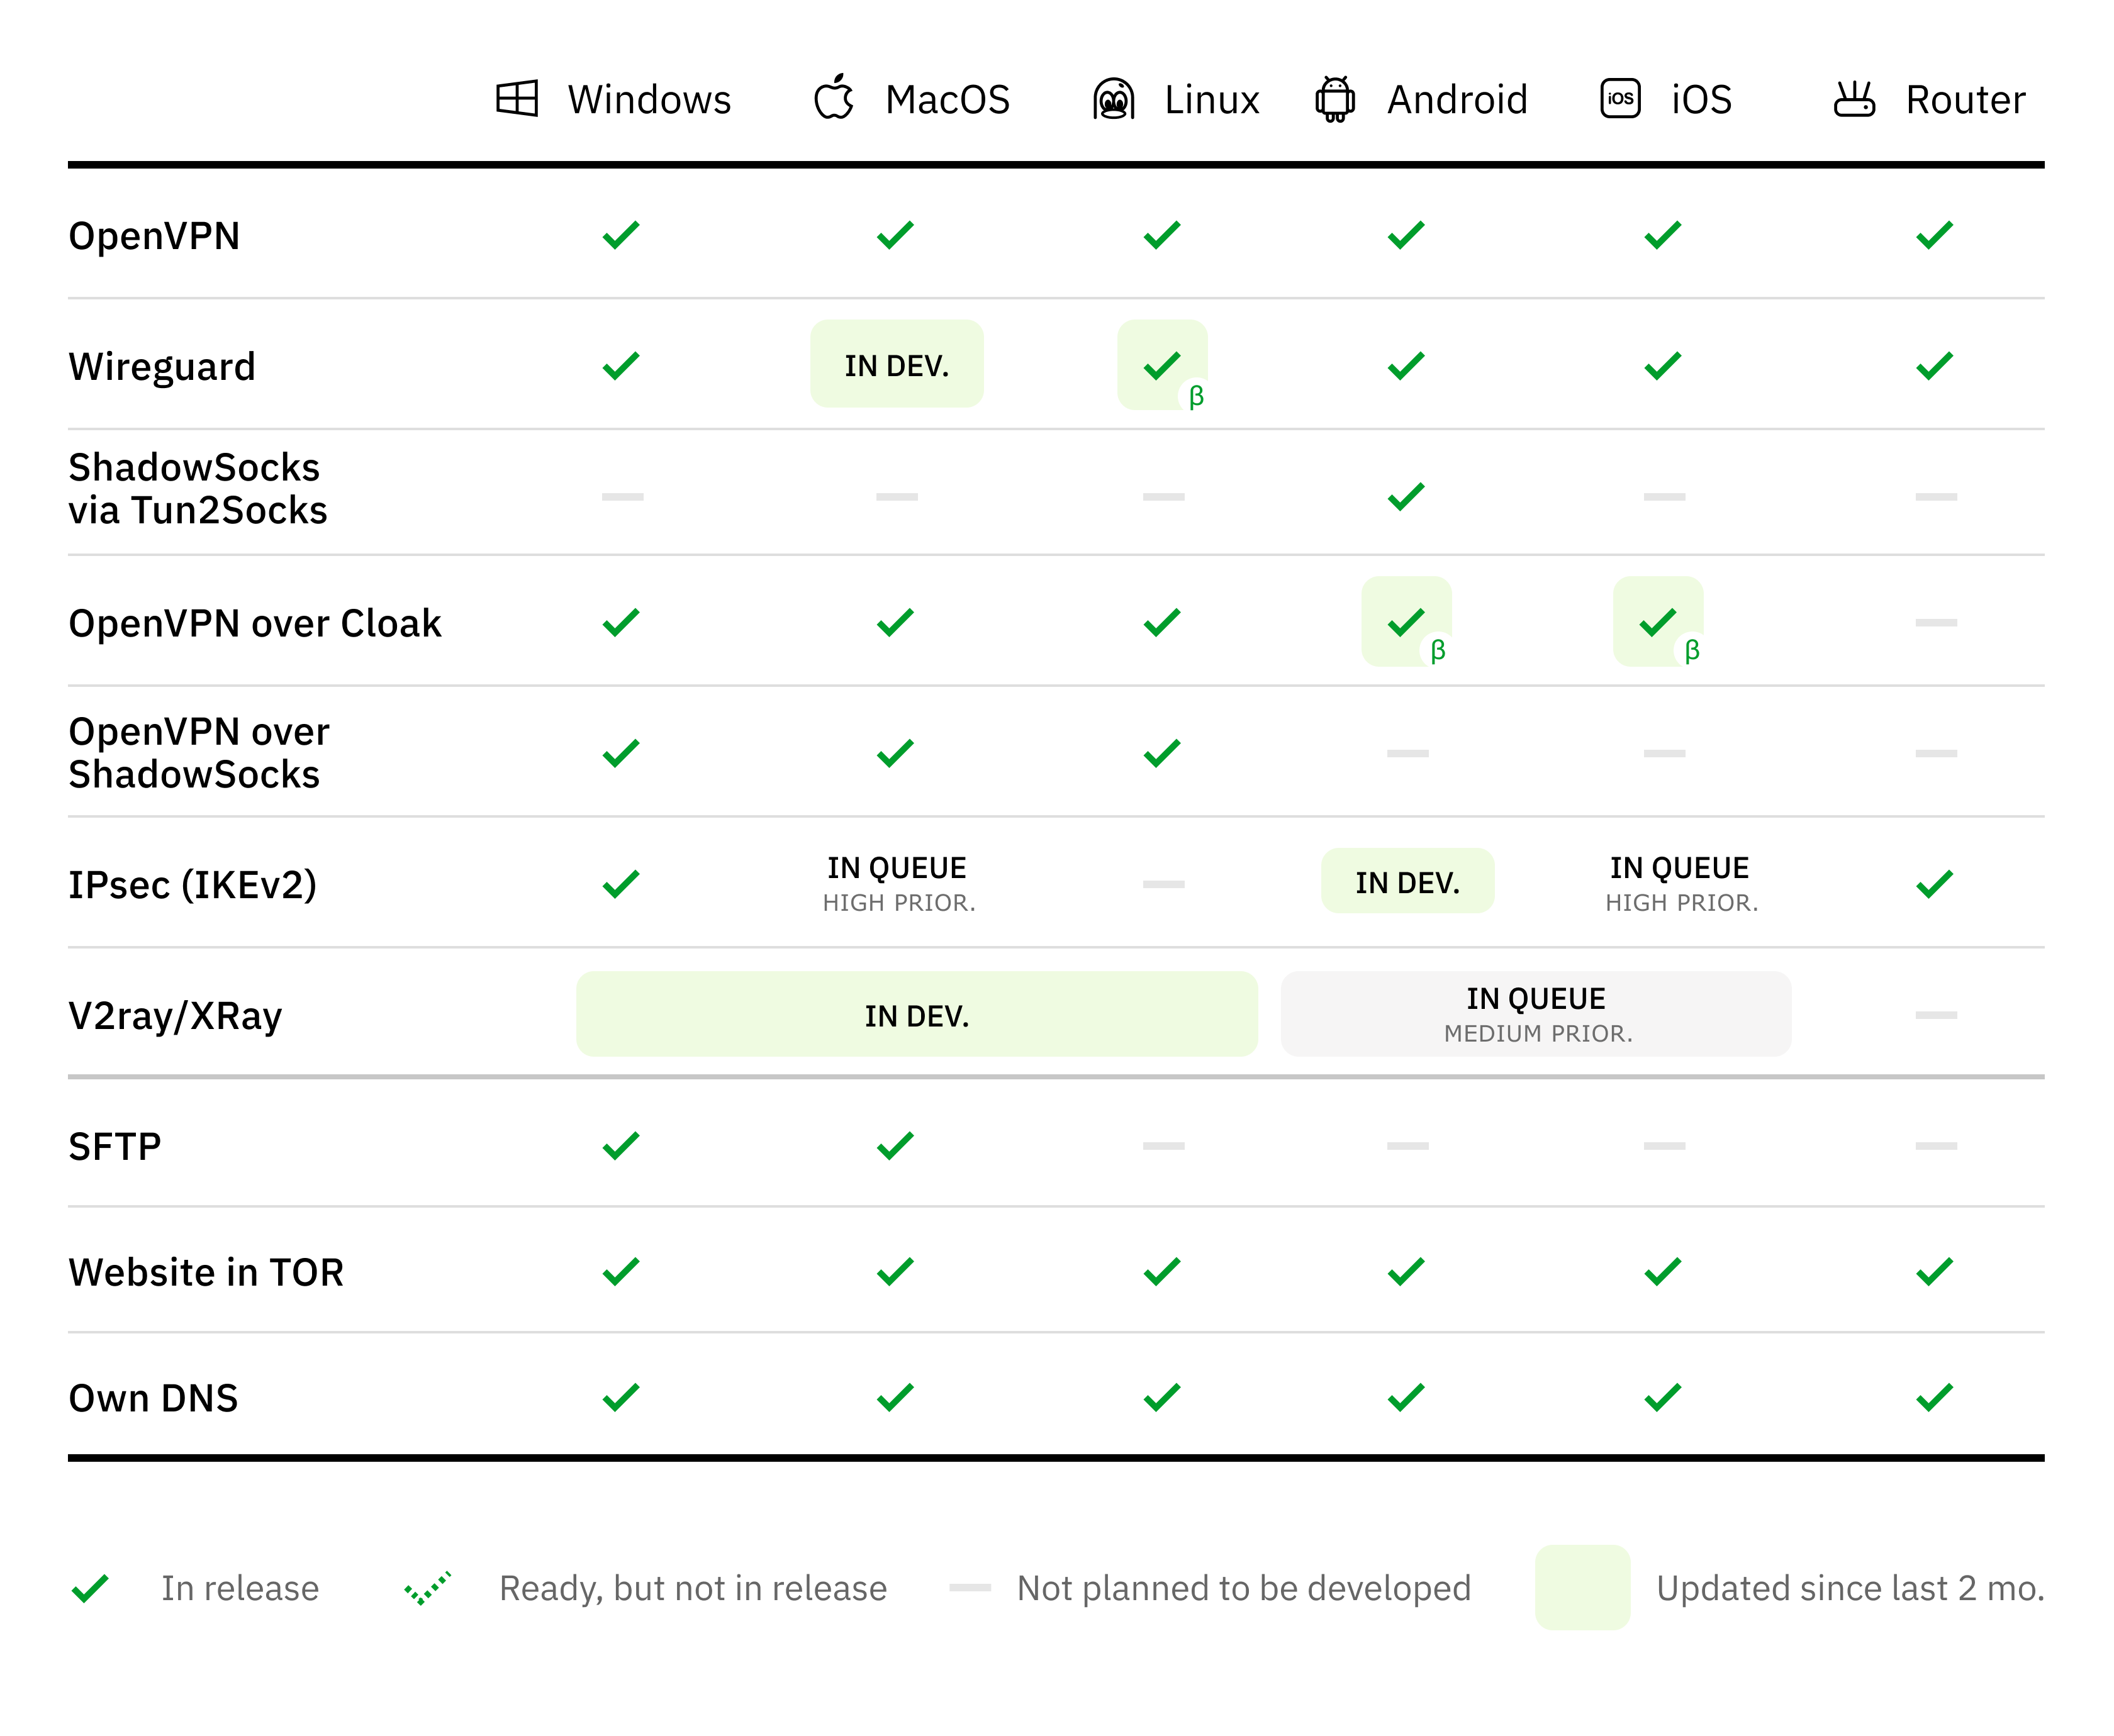 Windows MacOS Linux Android iOS iOS Router
OpenVPN
Wireguard IN DEV. β
ShadowSocks
via Tun2Socks
OpenVPN over Cloak β β
OpenVPN over
ShadowSocks
IPsec (IKEv2) IN QUEUE IN DEV. IN QUEUE
HIGH PRIOR. HIGH PRIOR.
V2ray/XRay IN DEV. IN QUEUE
MEDIUM PRIOR.
SFTP
Website in TOR
Own DNS
In release Ready, but not in release Not planned to be developed Updated since last 2 mo.